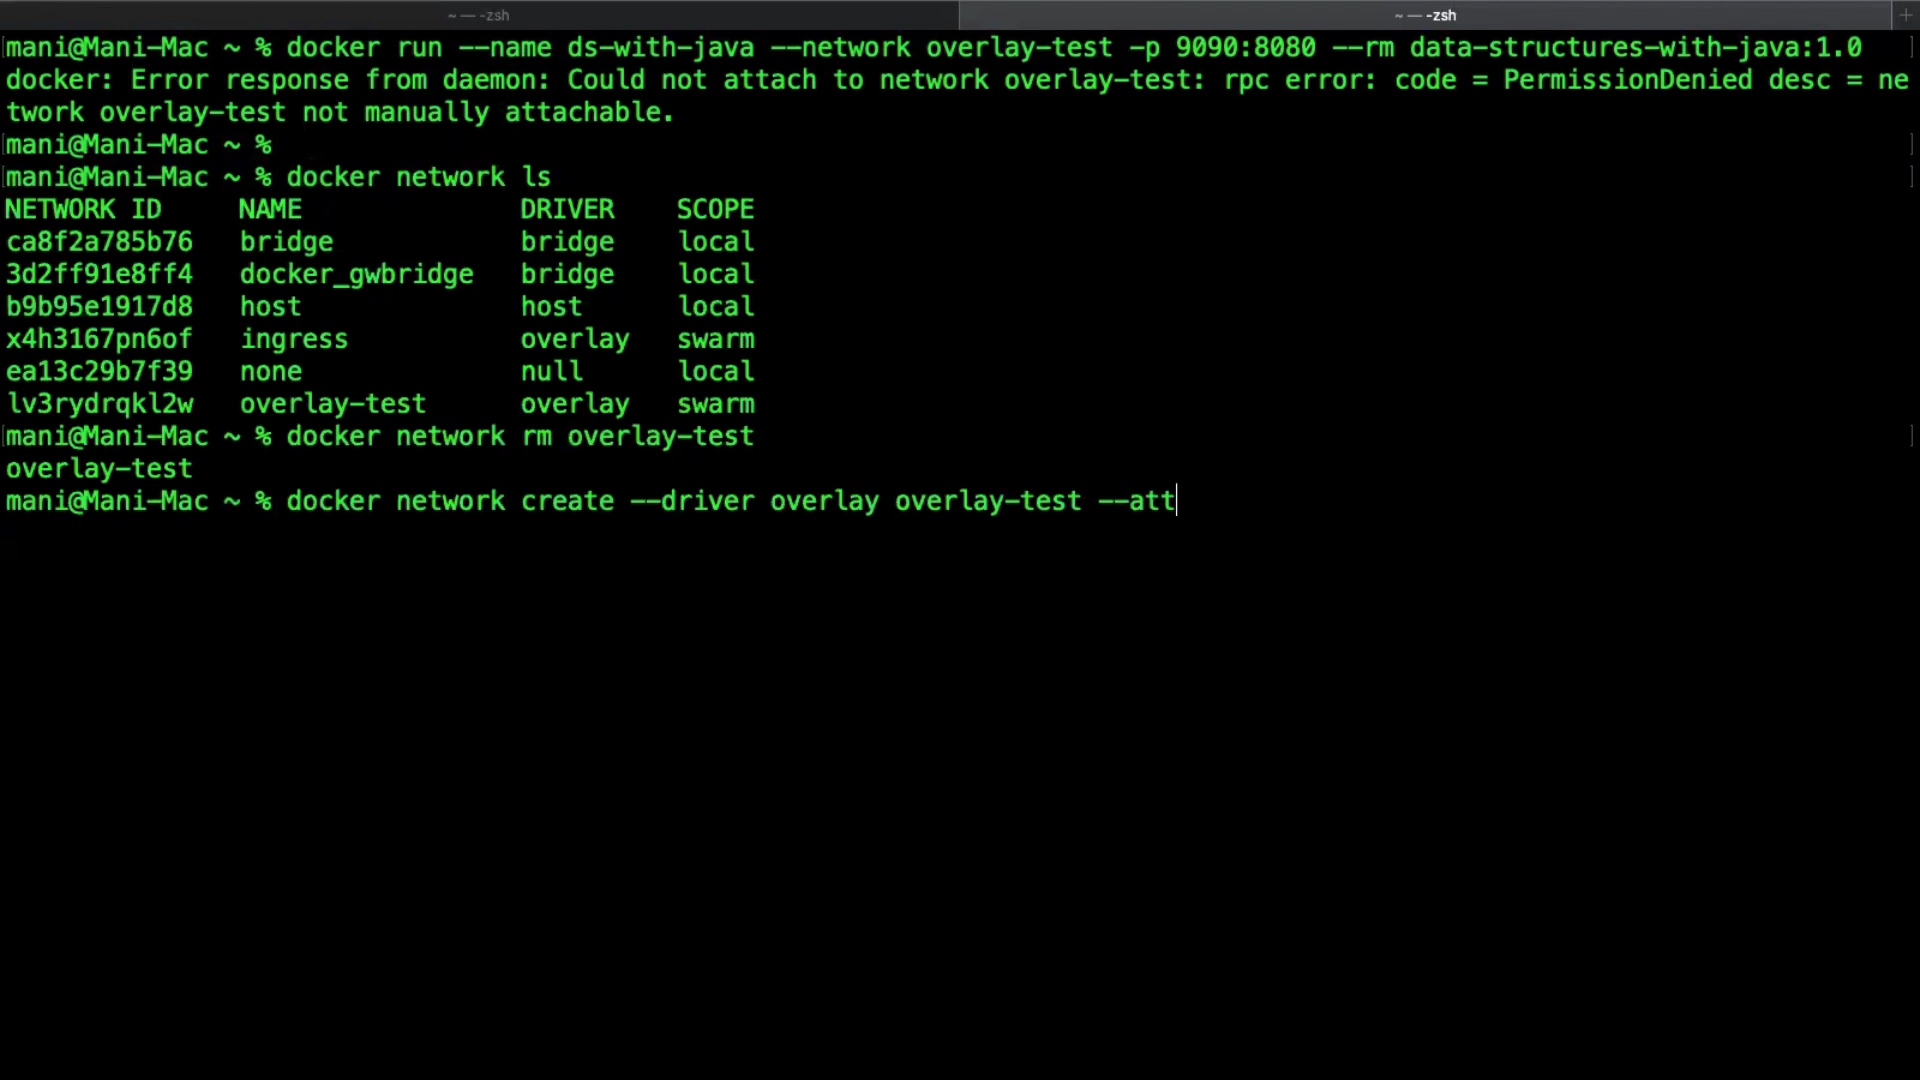 ~ — -zsh ~ — -zsh +
mani@Mani-Mac ~ % docker run --name ds-with-java --network overlay-test -p 9090:8080 --rm data-structures-with-java:1.0
docker: Error response from daemon: Could not attach to network overlay-test: rpc error: code = PermissionDenied desc = ne
twork overlay-test not manually attachable.
mani@Mani-Mac ~ %
mani@Mani-Mac ~ % docker network ls
NETWORK ID     NAME              DRIVER    SCOPE
ca8f2a785b76   bridge            bridge    local
3d2ff91e8ff4   docker_gwbridge   bridge    local
b9b95e1917d8   host              host      local
x4h3167pn6of   ingress           overlay   swarm
ea13c29b7f39   none              null      local
lv3rydrqkl2w   overlay-test      overlay   swarm
mani@Mani-Mac ~ % docker network rm overlay-test
overlay-test
mani@Mani-Mac ~ % docker network create --driver overlay overlay-test --att